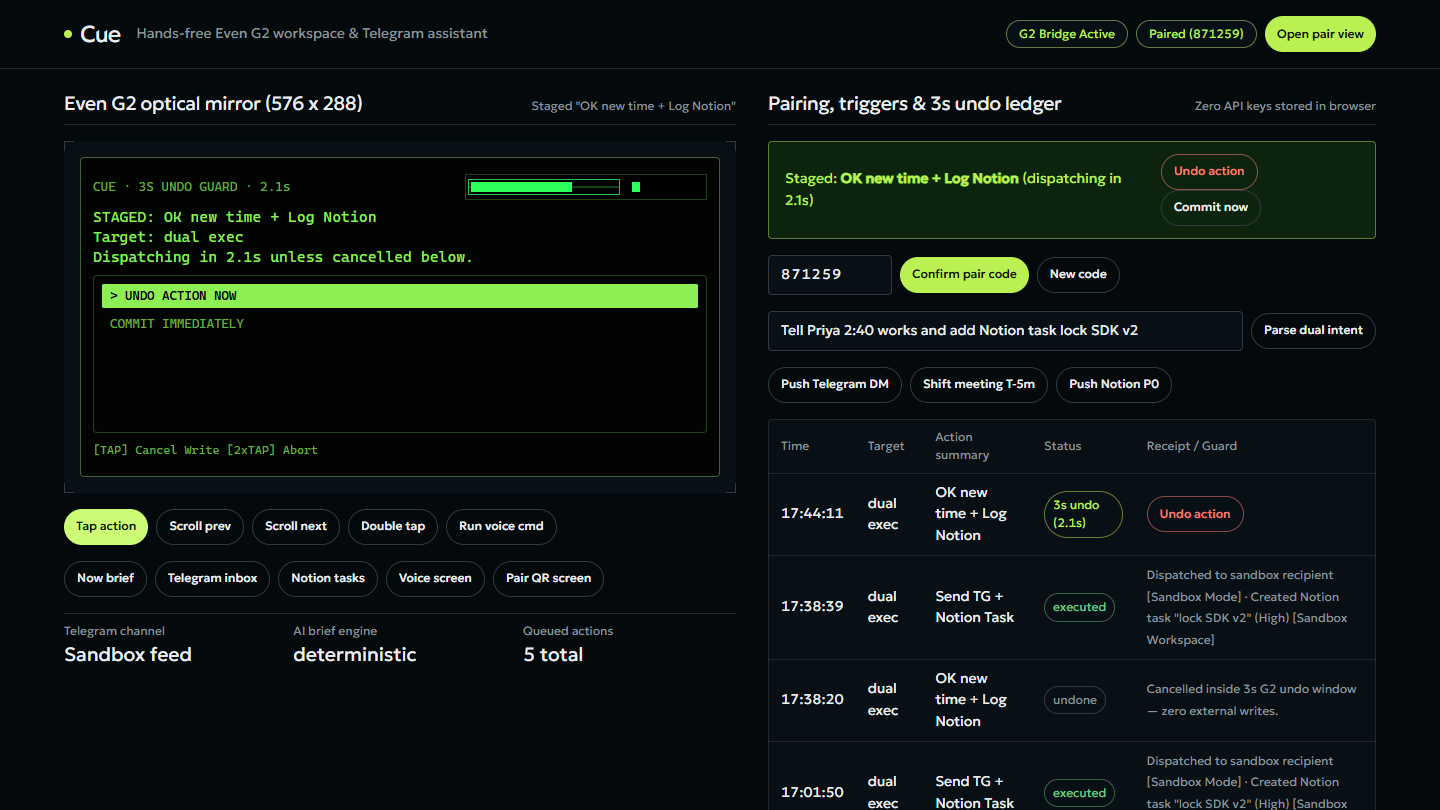 Cue Hands-free Even G2 workspace & Telegram assistant G2 Bridge Active Paired (871259) Open pair view
Even G2 optical mirror (576 x 288) Staged "OK new time + Log Notion"
CUE · 3S UNDO GUARD · 2.1s
STAGED: OK new time + Log Notion
Target: dual exec
Dispatching in 2.1s unless cancelled below.
> UNDO ACTION NOW
COMMIT IMMEDIATELY
[TAP] Cancel Write [2xTAP] Abort
Tap action Scroll prev Scroll next Double tap Run voice cmd
Now brief Telegram inbox Notion tasks Voice screen Pair QR screen
Telegram channel AI brief engine Queued actions
Sandbox feed deterministic 5 total
Pairing, triggers & 3s undo ledger Zero API keys stored in browser
Staged: OK new time + Log Notion (dispatching in
2.1s)
Undo action
Commit now
871259 Confirm pair code New code
Tell Priya 2:40 works and add Notion task lock SDK v2 Parse dual intent
Push Telegram DM Shift meeting T-5m Push Notion P0
Time Target Action
summary Status Receipt / Guard
17:44:11 dual
exec OK new
time + Log
Notion 3s undo
(2.1s) Undo action
17:38:39 dual
exec Send TG +
Notion Task executed Dispatched to sandbox recipient
[Sandbox Mode] · Created Notion
task "lock SDK v2" (High) [Sandbox
Workspace]
17:38:20 dual
exec OK new
time + Log
Notion undone Cancelled inside 3s G2 undo window
— zero external writes.
17:01:50 dual
exec Send TG +
Notion Task executed Dispatched to sandbox recipient
[Sandbox Mode] · Created Notion
task "lock SDK v2" (High) [Sandbox